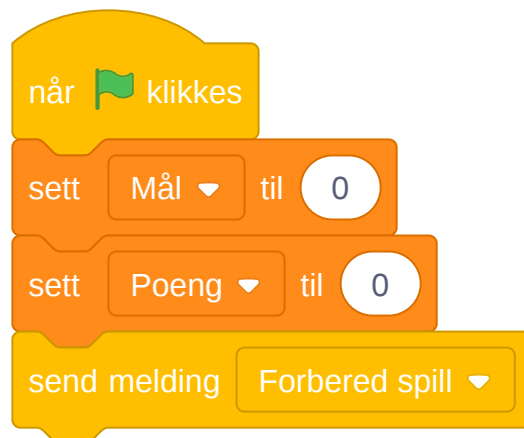 når klikkes
sett Mål til 0
sett Poeng til 0
send melding Forbered spill